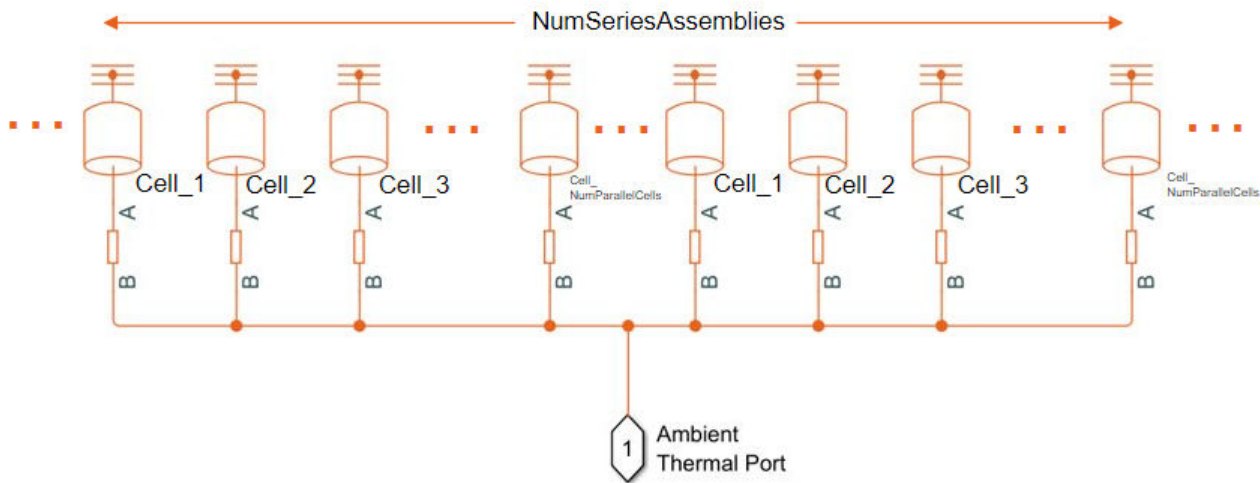 NumSeriesAssemblies
Cell_1
Cell_2
Cell_3
Cell_
NumParallelCells
Cell_1
Cell_2
Cell_3
Cell_
NumParallelCells
A
A
A
A
A
A
A
A
B
B
B
B
B
B
B
B
1
Ambient
Thermal Port